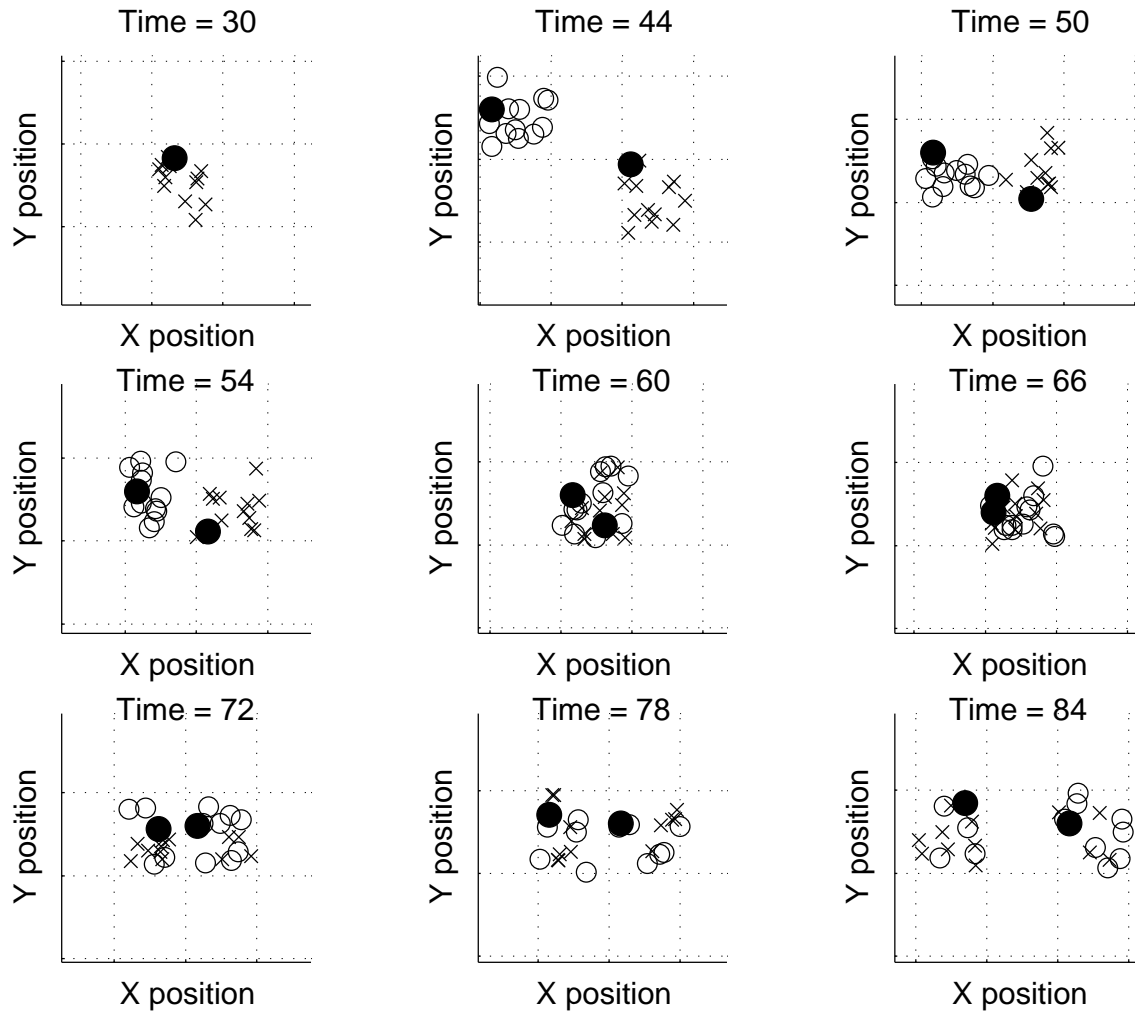 Time = 30
Y position
X position
Time = 44
Y position
X position
Time = 50
Y position
X position
Time = 54
Y position
X position
Time = 60
Y position
X position
Time = 66
Y position
X position
Time = 72
Y position
X position
Time = 78
Y position
X position
Time = 84
Y position
X position